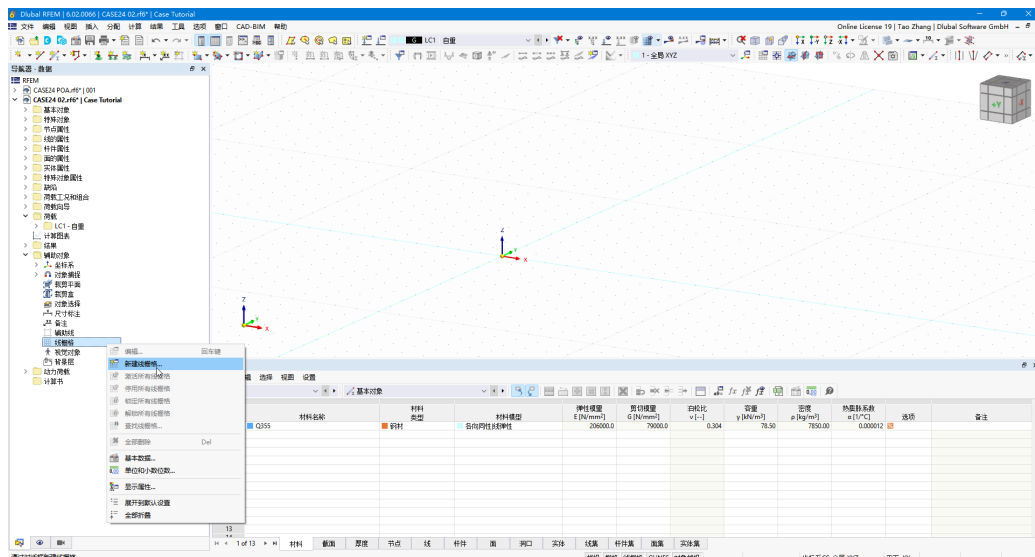 Dlubal RFEM | 6.02.0066 | CASE24 02.rf6* | Case Tutorial
文件 编辑 视图 插入 分配 计算 结果 工具 选项 窗口 CAD-BIM 帮助
Online License 19 | Tao Zhang | Dlubal Software GmbH
G LC1 自重
1 - 全局 XYZ
导航器 - 数据
RFEM
CASE24 POA.rf6* | 001
CASE24 02.rf6* | Case Tutorial
基本对象
特殊对象
节点属性
线的属性
杆件属性
面的属性
实体属性
特殊对象属性
缺陷
荷载工况和组合
荷载向导
荷载
LC1 - 自重
计算图表
结果
辅助对象
坐标系
对象捕捉
裁剪平面
裁剪盒
对象选择
尺寸标注
备注
辅助线
线栅格
视觉对象
背景层
动力荷载
计算书
+Y
X
Z
Y
X
Z
Y
X
编辑... 回车键
新建线栅格...
激活所有线栅格
停用所有线栅格
锁定所有线栅格
解锁所有线栅格
查找线栅格...
全部删除 Del
基本数据...
单位和小数位数...
显示属性...
展开到默认设置
全部折叠
选择 视图 设置
基本对象
材料名称
材料
类型
材料模型
弹性模量
E [N/mm²]
剪切模量
G [N/mm²]
泊松比
ν [--]
容重
γ [kN/m³]
密度
ρ [kg/m³]
热膨胀系数
α [1/°C]
选项
备注
Q355 钢材 各向同性|线弹性 206000.0 79000.0 0.304 78.50 7850.00 0.000012
13
1 of 13 材料 截面 厚度 节点 线 杆件 面 洞口 实体 线集 杆件集 面集 实体集